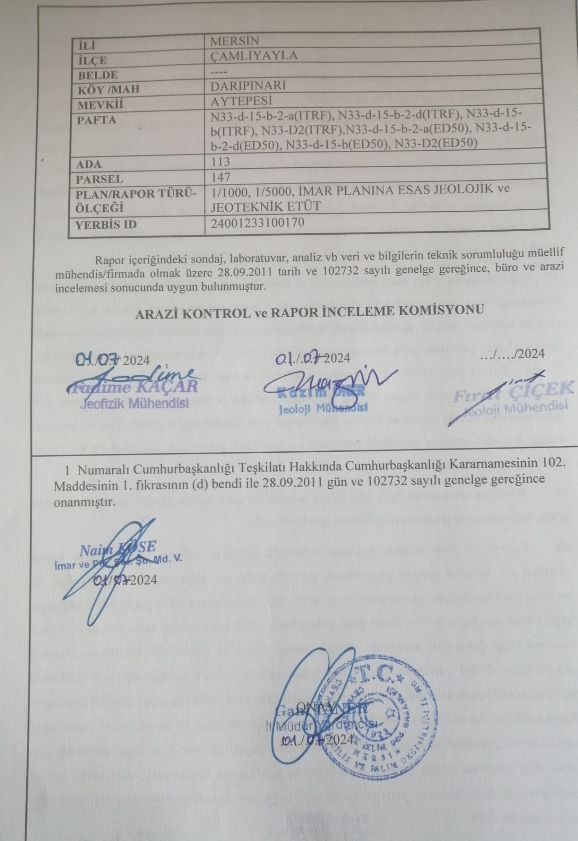 İLİ MERSİN
İLÇE ÇAMLIYAYLA
BELDE ----
KÖY /MAH DARIPINARI
MEVKİİ AYTEPESİ
PAFTA N33-d-15-b-2-a(ITRF), N33-d-15-b-2-d(ITRF), N33-d-15-
b(ITRF), N33-D2(ITRF),N33-d-15-b-2-a(ED50), N33-d-15-
b-2-d(ED50), N33-d-15-b(ED50), N33-D2(ED50)
ADA 113
PARSEL 147
PLAN/RAPOR TÜRÜ- 1/1000, 1/5000, İMAR PLANINA ESAS JEOLOJİK ve
ÖLÇEĞİ JEOTEKNİK ETÜT
YERBİS ID 24001233100170
Rapor içeriğindeki sondaj, laboratuvar, analiz vb veri ve bilgilerin teknik sorumluluğu müellif
mühendis/firmada olmak üzere 28.09.2011 tarih ve 102732 sayılı genelge gereğince, büro ve arazi
incelemesi sonucunda uygun bulunmuştur.
ARAZİ KONTROL ve RAPOR İNCELEME KOMİSYONU
01/07/2024 01./.07/2024 .../..../2024
Fadime KAÇAR
Jeofizik Mühendisi
Jeoloji Mühendisi
Fırat ÇİÇEK
Jeoloji Mühendisi
1 Numaralı Cumhurbaşkanlığı Teşkilatı Hakkında Cumhurbaşkanlığı Kararnamesinin 102.
Maddesinin 1. fıkrasının (d) bendi ile 28.09.2011 gün ve 102732 sayılı genelge gereğince
onanmıştır.
Naim KÖSE
İmar ve Şb. Md. V.
01/07/2024
T.C.
ONAY
İl Müdür Yardımcısı
01./.07/2024